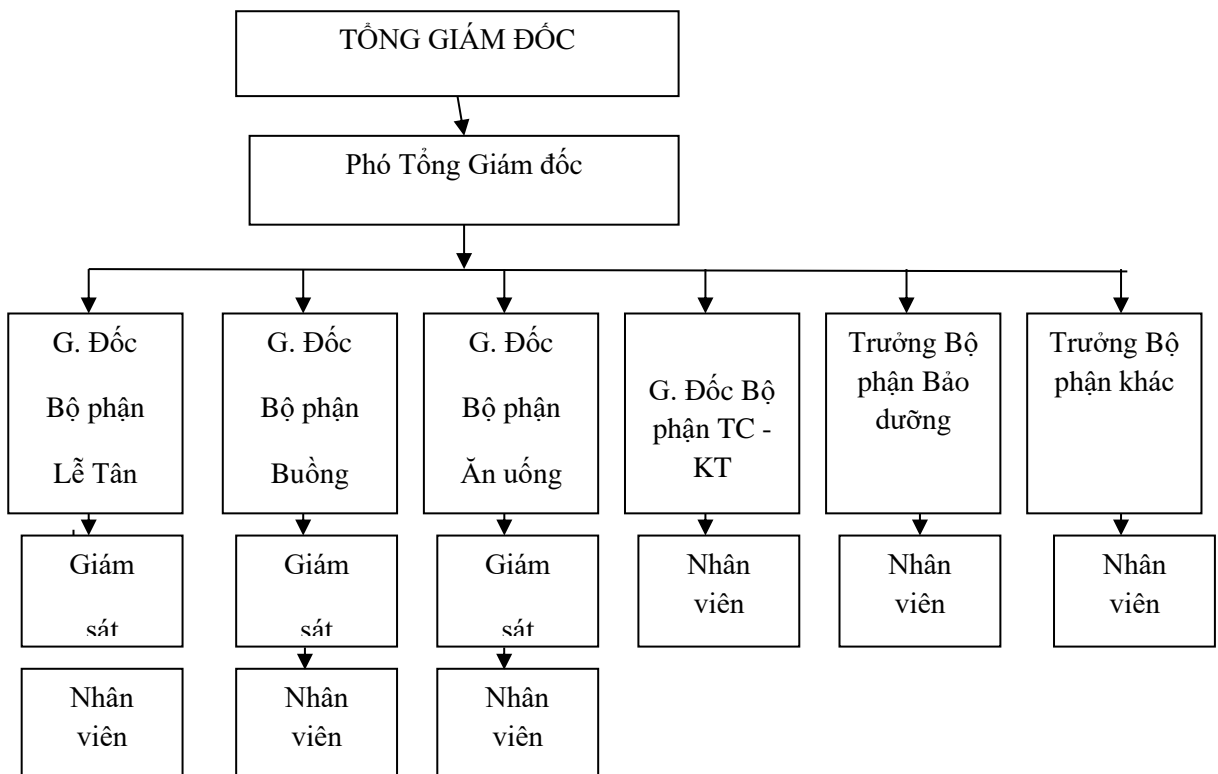 TỔNG GIÁM ĐỐC
Phó Tổng Giám đốc
G. Đốc
Bộ phận
Lễ Tân
G. Đốc
Bộ phận
Buồng
G. Đốc
Bộ phận
Ăn uống
G. Đốc Bộ
phận TC -
KT
Trưởng Bộ
phận Bảo
dưỡng
Trưởng Bộ
phận khác
Giám
sát
Giám
sát
Giám
sát
Nhân
viên
Nhân
viên
Nhân
viên
Nhân
viên
Nhân
viên
Nhân
viên